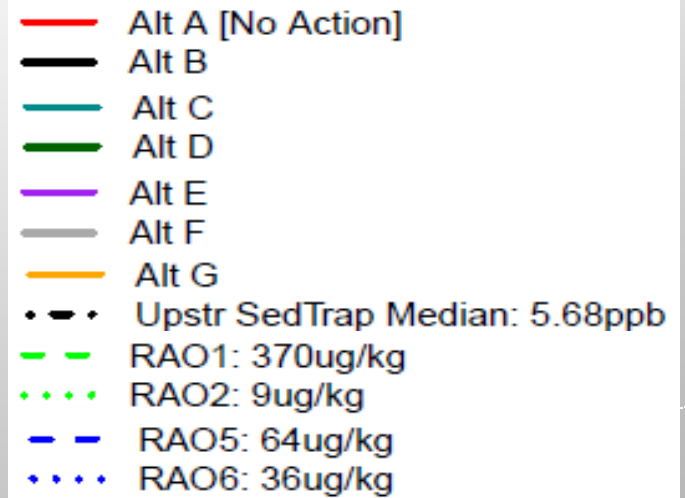 Alt A [No Action]
Alt B
Alt C
Alt D
Alt E
Alt F
Alt G
Upstr SedTrap Median: 5.68ppb
RAO1: 370ug/kg
RAO2: 9ug/kg
RAO5: 64ug/kg
RAO6: 36ug/kg